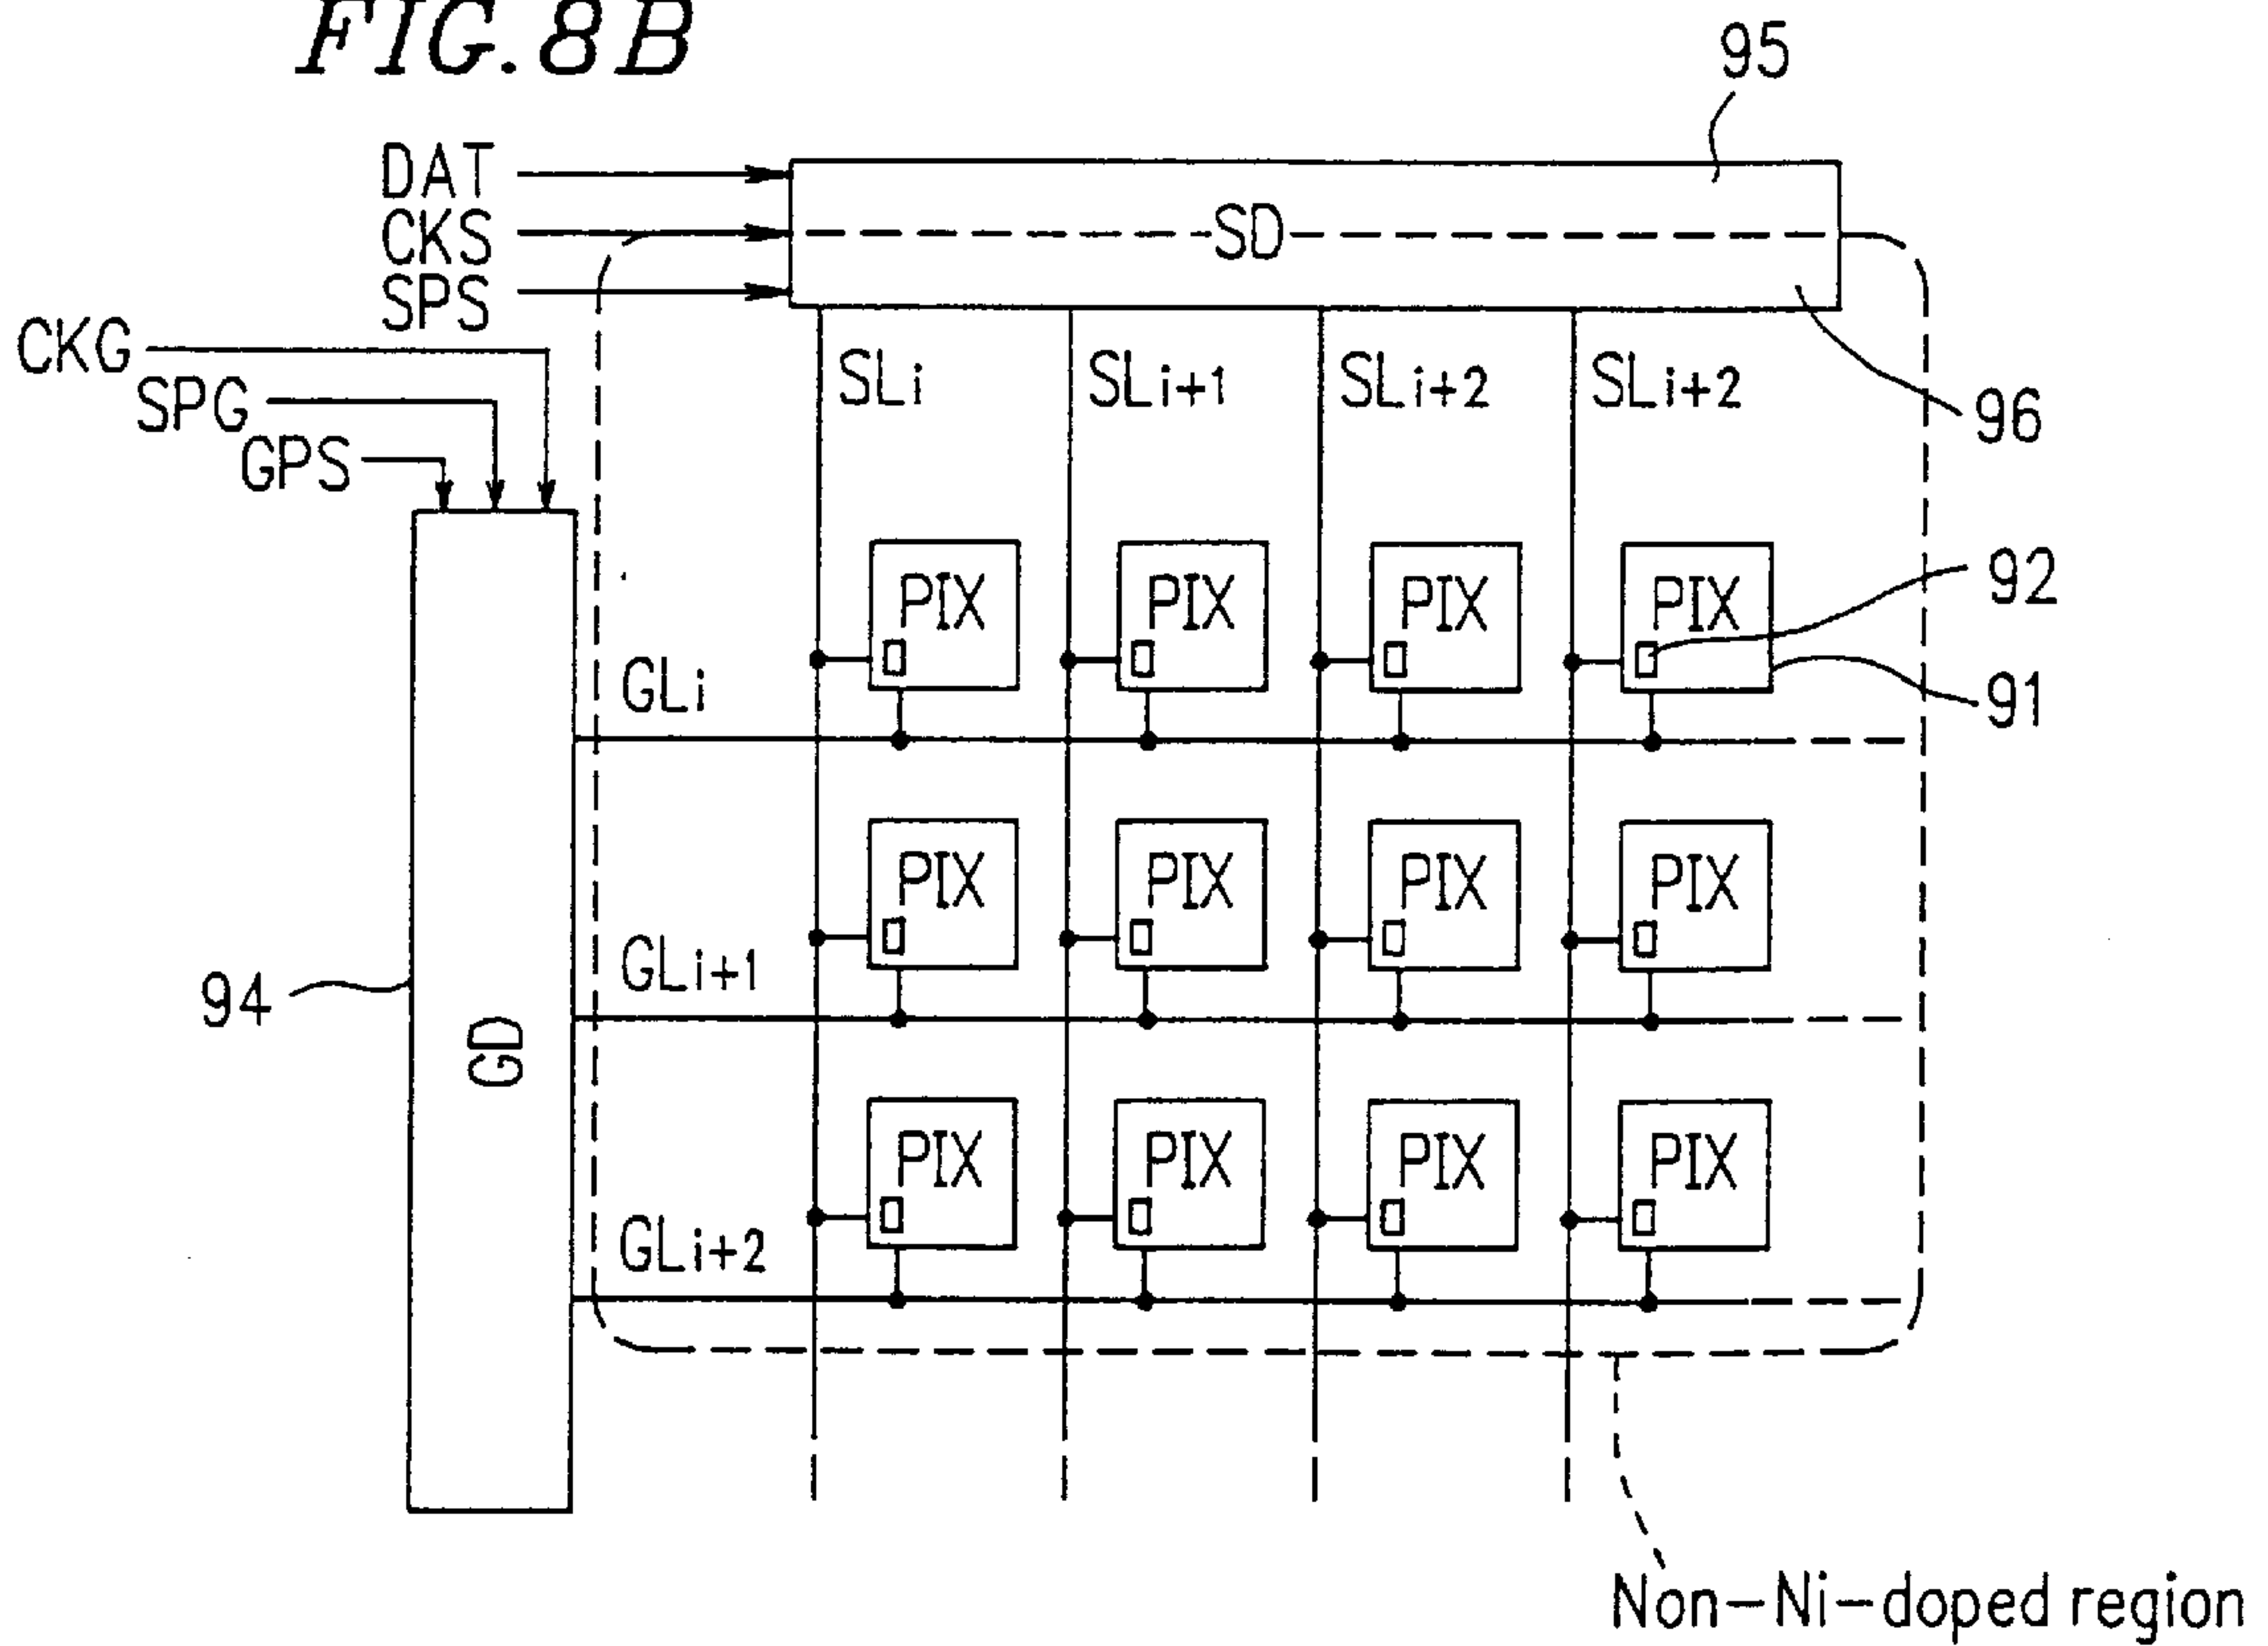 FIG.8B
95
DAT
CKS
SD
SPS
CKG
SPG
GPS
SLi
SLi+1
SLi+2
SLi+2
96
PIX
PIX
PIX
PIX
92
GLi
91
PIX
PIX
PIX
PIX
GLi+1
94
GD
PIX
PIX
PIX
PIX
GLi+2
Non-Ni-doped region